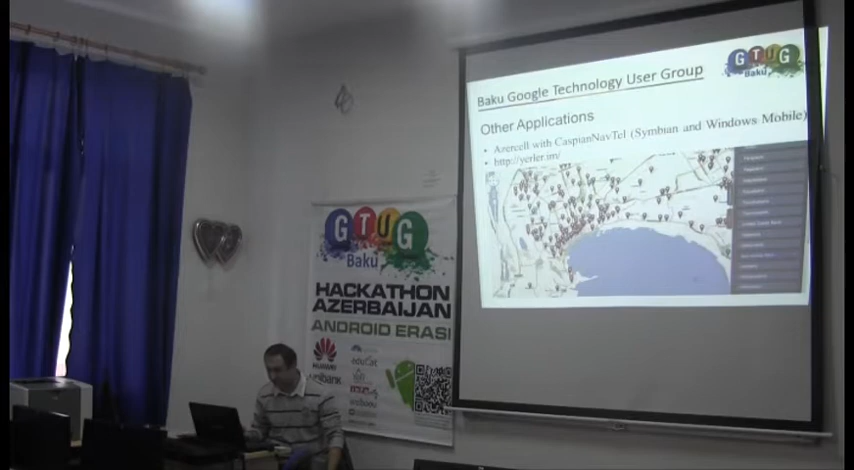 Baku Google Technology User Group
GTUG
Baku
Other Applications
• Azercell with CaspianNavTel (Symbian and Windows Mobile)
• http://yerler.im/
GTUG
Baku
HACKATHON
AZERBAIJAN
ANDROID ERASI
HUAWEI